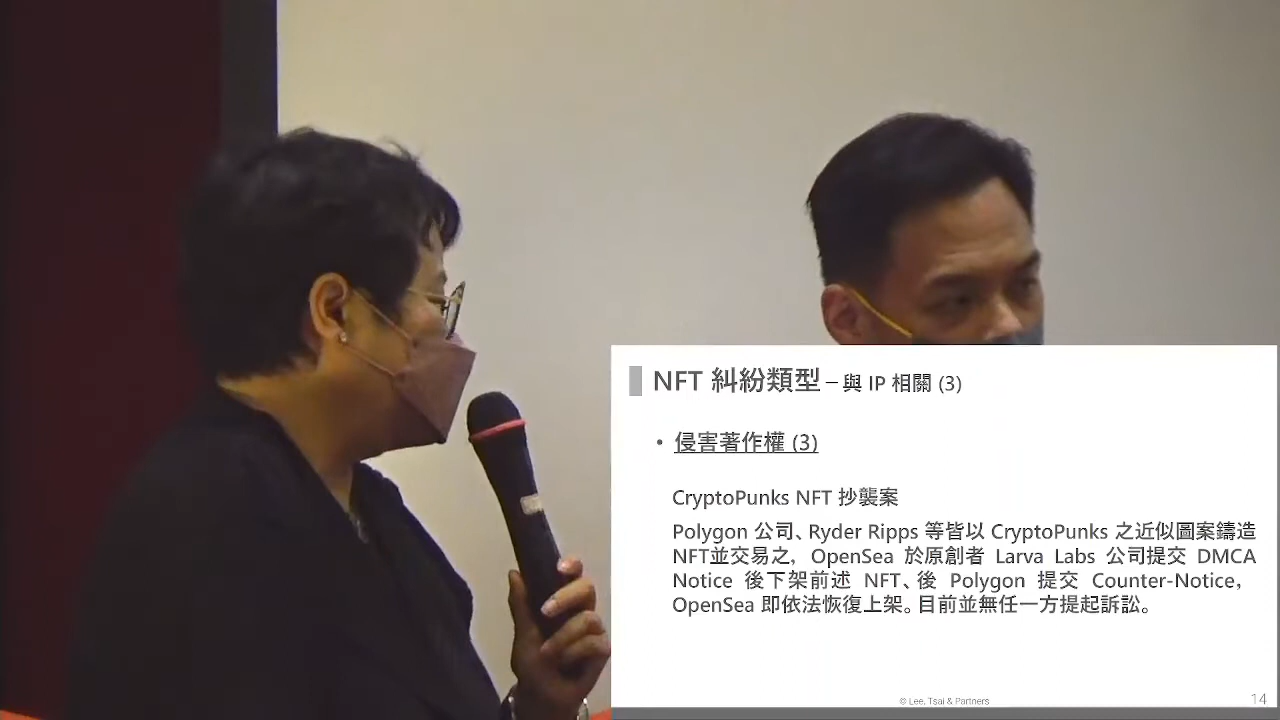 NFT 糾紛類型 – 與 IP 相關 (3)
• 侵害著作權 (3)
CryptoPunks NFT 抄襲案
Polygon 公司、Ryder Ripps 等皆以 CryptoPunks 之近似圖案鑄造
NFT並交易之, OpenSea 於原創者 Larva Labs 公司提交 DMCA
Notice 後下架前述 NFT、後 Polygon 提交 Counter-Notice,
OpenSea 即依法恢復上架。目前並無任一方提起訴訟。
© Lee, Tsai & Partners
14